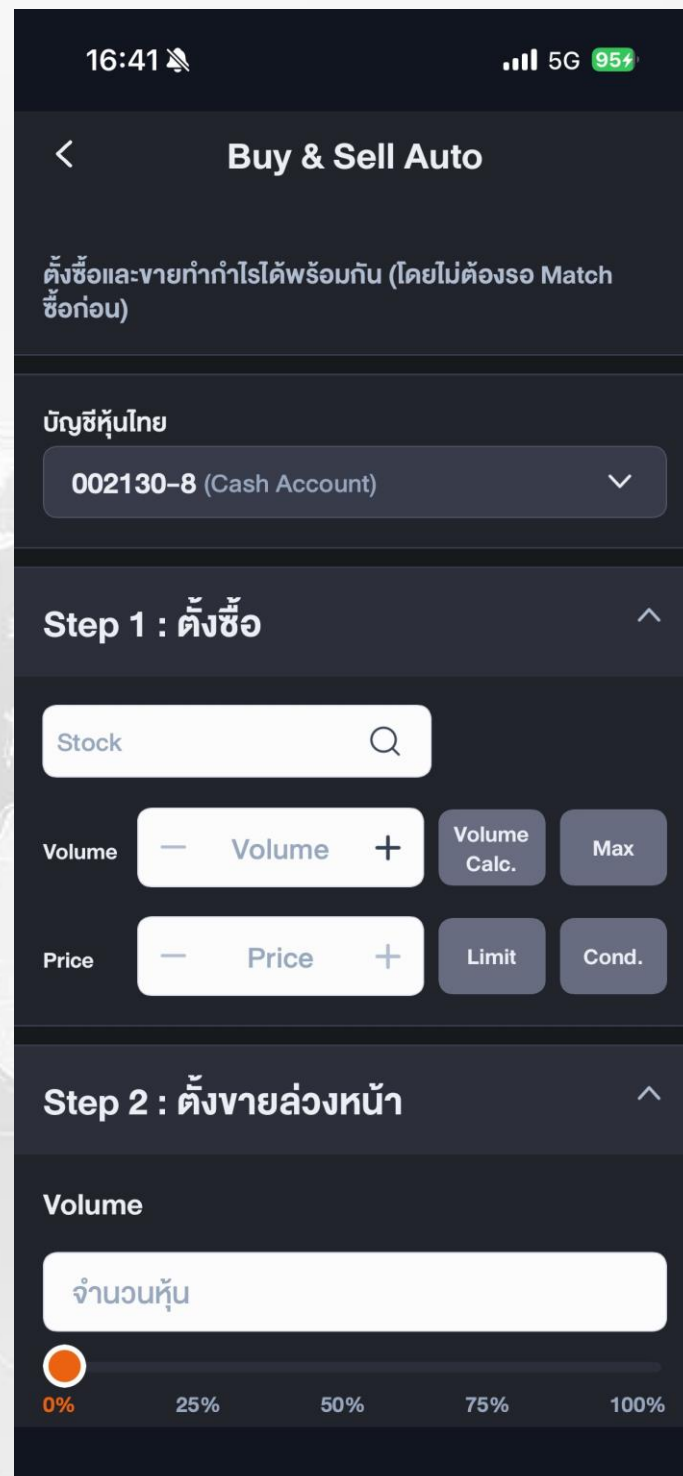 16:41
5G 95
Buy & Sell Auto
ตั้งซื้อและขายทำกำไรได้พร้อมกัน (โดยไม่ต้องรอ Match
ซื้อก่อน)
บัญชีหุ้นไทย
002130-8 (Cash Account)
Step 1 : ตั้งซื้อ
Stock
Volume
Volume
Volume
Calc.
Max
Price
Price
Limit
Cond.
Step 2 : ตั้งขายล่วงหน้า
Volume
จำนวนหุ้น
0% 25% 50% 75% 100%